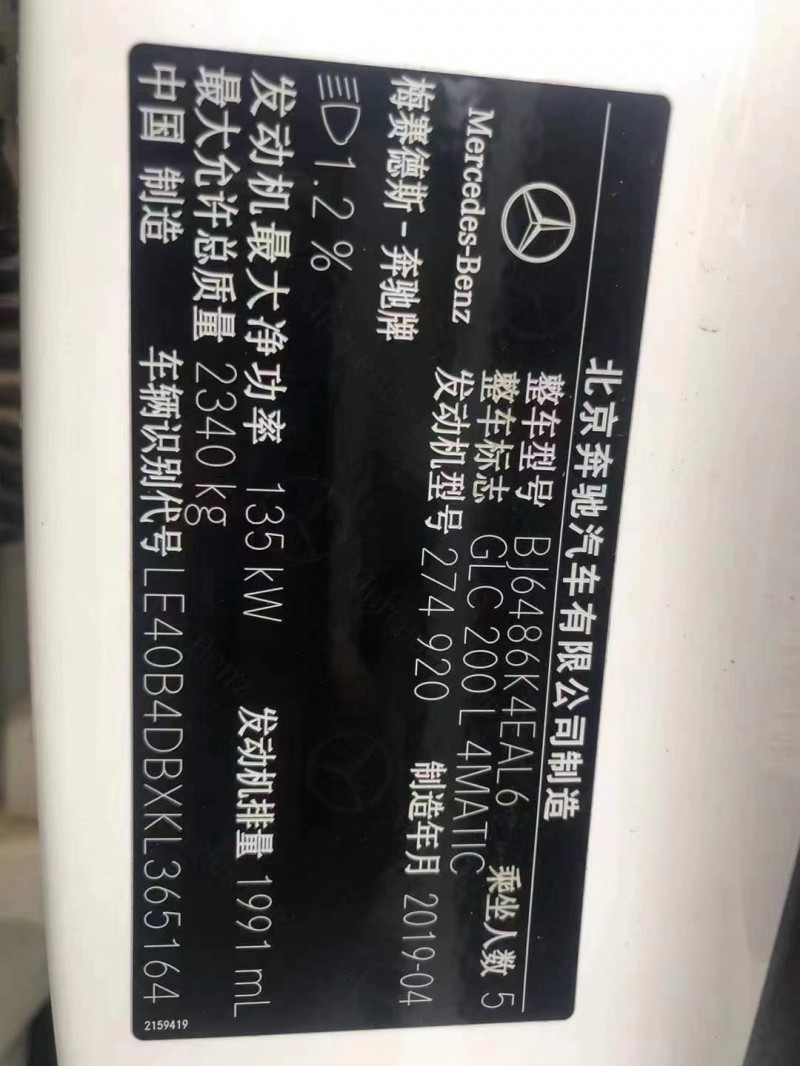 北京奔驰汽车有限公司制造
Mercedes-Benz
梅赛德斯-奔驰牌
整车型号 BJ6486K4EAL6 乘坐人数 5
整车标志 GLC 200 L 4MATIC
发动机型号 274 920 制造年月 2019-04
1.2 %
发动机最大净功率 135 kW 发动机排量 1991 mL
最大允许总质量 2340 kg
中国 制造 车辆识别代号 LE40B4DBXKL365164
2159419